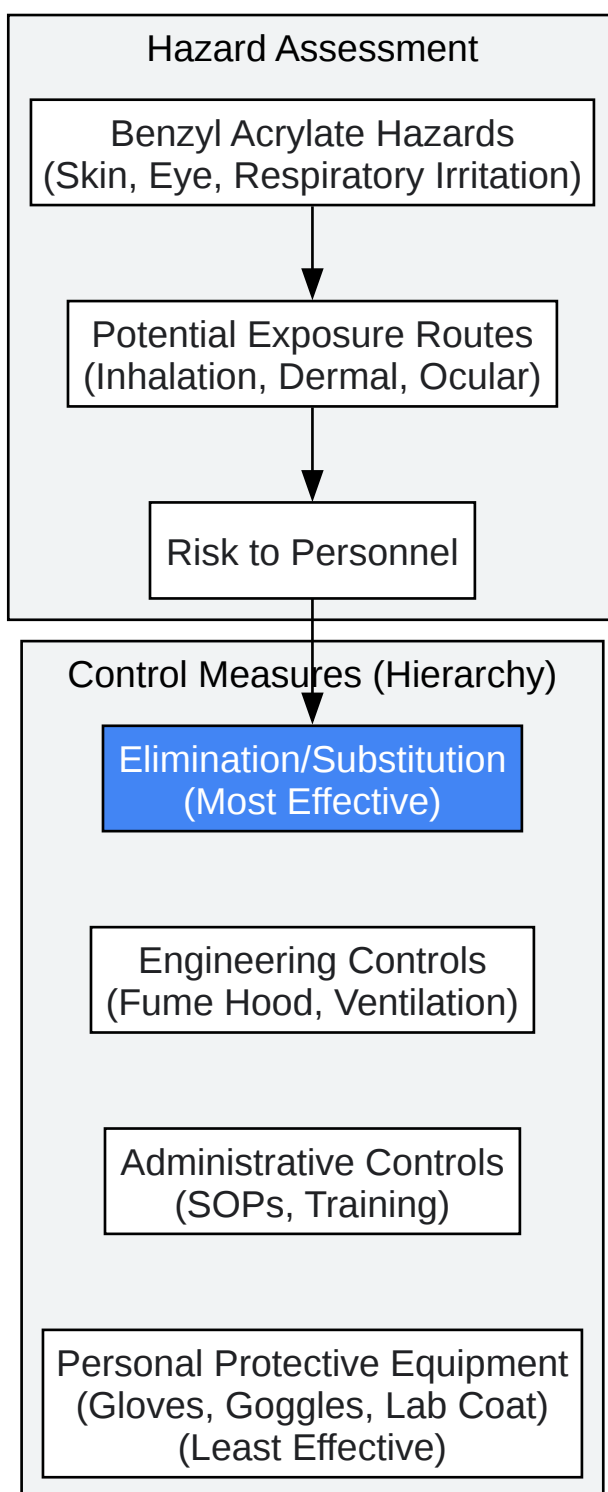 Hazard Assessment
Benzyl Acrylate Hazards
(Skin, Eye, Respiratory Irritation)
Potential Exposure Routes
(Inhalation, Dermal, Ocular)
Risk to Personnel
Control Measures (Hierarchy)
Elimination/Substitution
(Most Effective)
Engineering Controls
(Fume Hood, Ventilation)
Administrative Controls
(SOPs, Training)
Personal Protective Equipment
(Gloves, Goggles, Lab Coat)
(Least Effective)